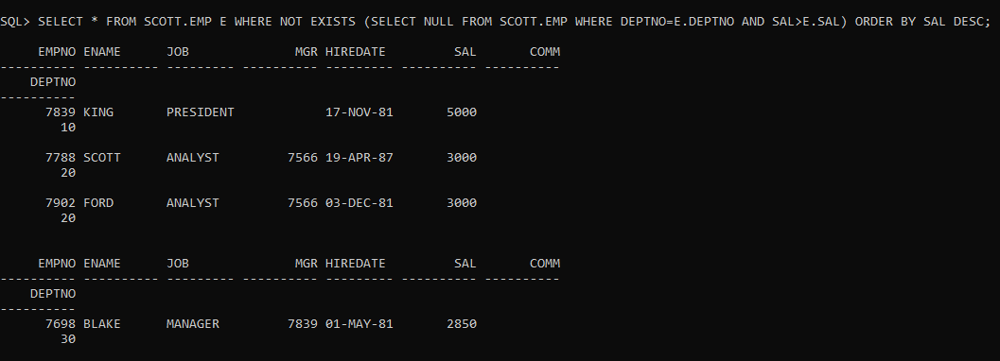 SQL> SELECT * FROM SCOTT.EMP E WHERE NOT EXISTS (SELECT NULL FROM SCOTT.EMP WHERE DEPTNO=E.DEPTNO AND SAL>E.SAL) ORDER BY SAL DESC;
     EMPNO ENAME      JOB              MGR HIREDATE         SAL       COMM
---------- ---------- --------- ---------- --------- ---------- ----------
    DEPTNO
----------
      7839 KING       PRESIDENT            17-NOV-81       5000
        10
      7788 SCOTT      ANALYST         7566 19-APR-87       3000
        20
      7902 FORD       ANALYST         7566 03-DEC-81       3000
        20
     EMPNO ENAME      JOB              MGR HIREDATE         SAL       COMM
---------- ---------- --------- ---------- --------- ---------- ----------
    DEPTNO
----------
      7698 BLAKE      MANAGER         7839 01-MAY-81       2850
        30